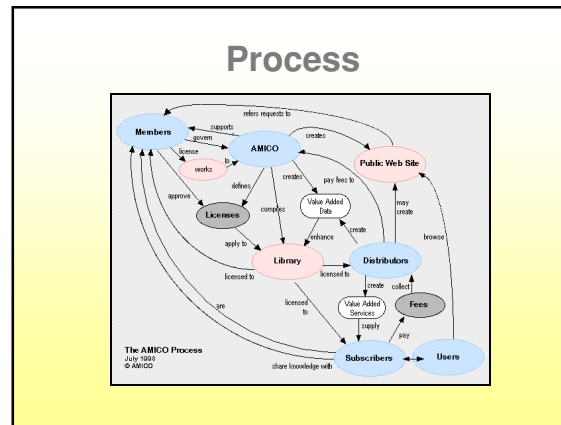 Process
refers requests to
Members
supports
govern
AMICO
creates
Public Web Site
license
works
to
approve
defines
creates
pay fees to
Value Added
Data
may
create
Licenses
compiles
enhance
create
browse
apply to
Library
licensed to
Distributors
licensed to
licensed
to
create
collect
Value Added
Services
Fees
are
supply
pay
The AMICO Process
July 1998
© AMICO
share knowledge with
Subscribers
Users